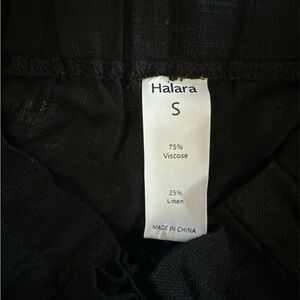 Halara
S
75%
Viscose
25%
Linen
MADE IN CHINA